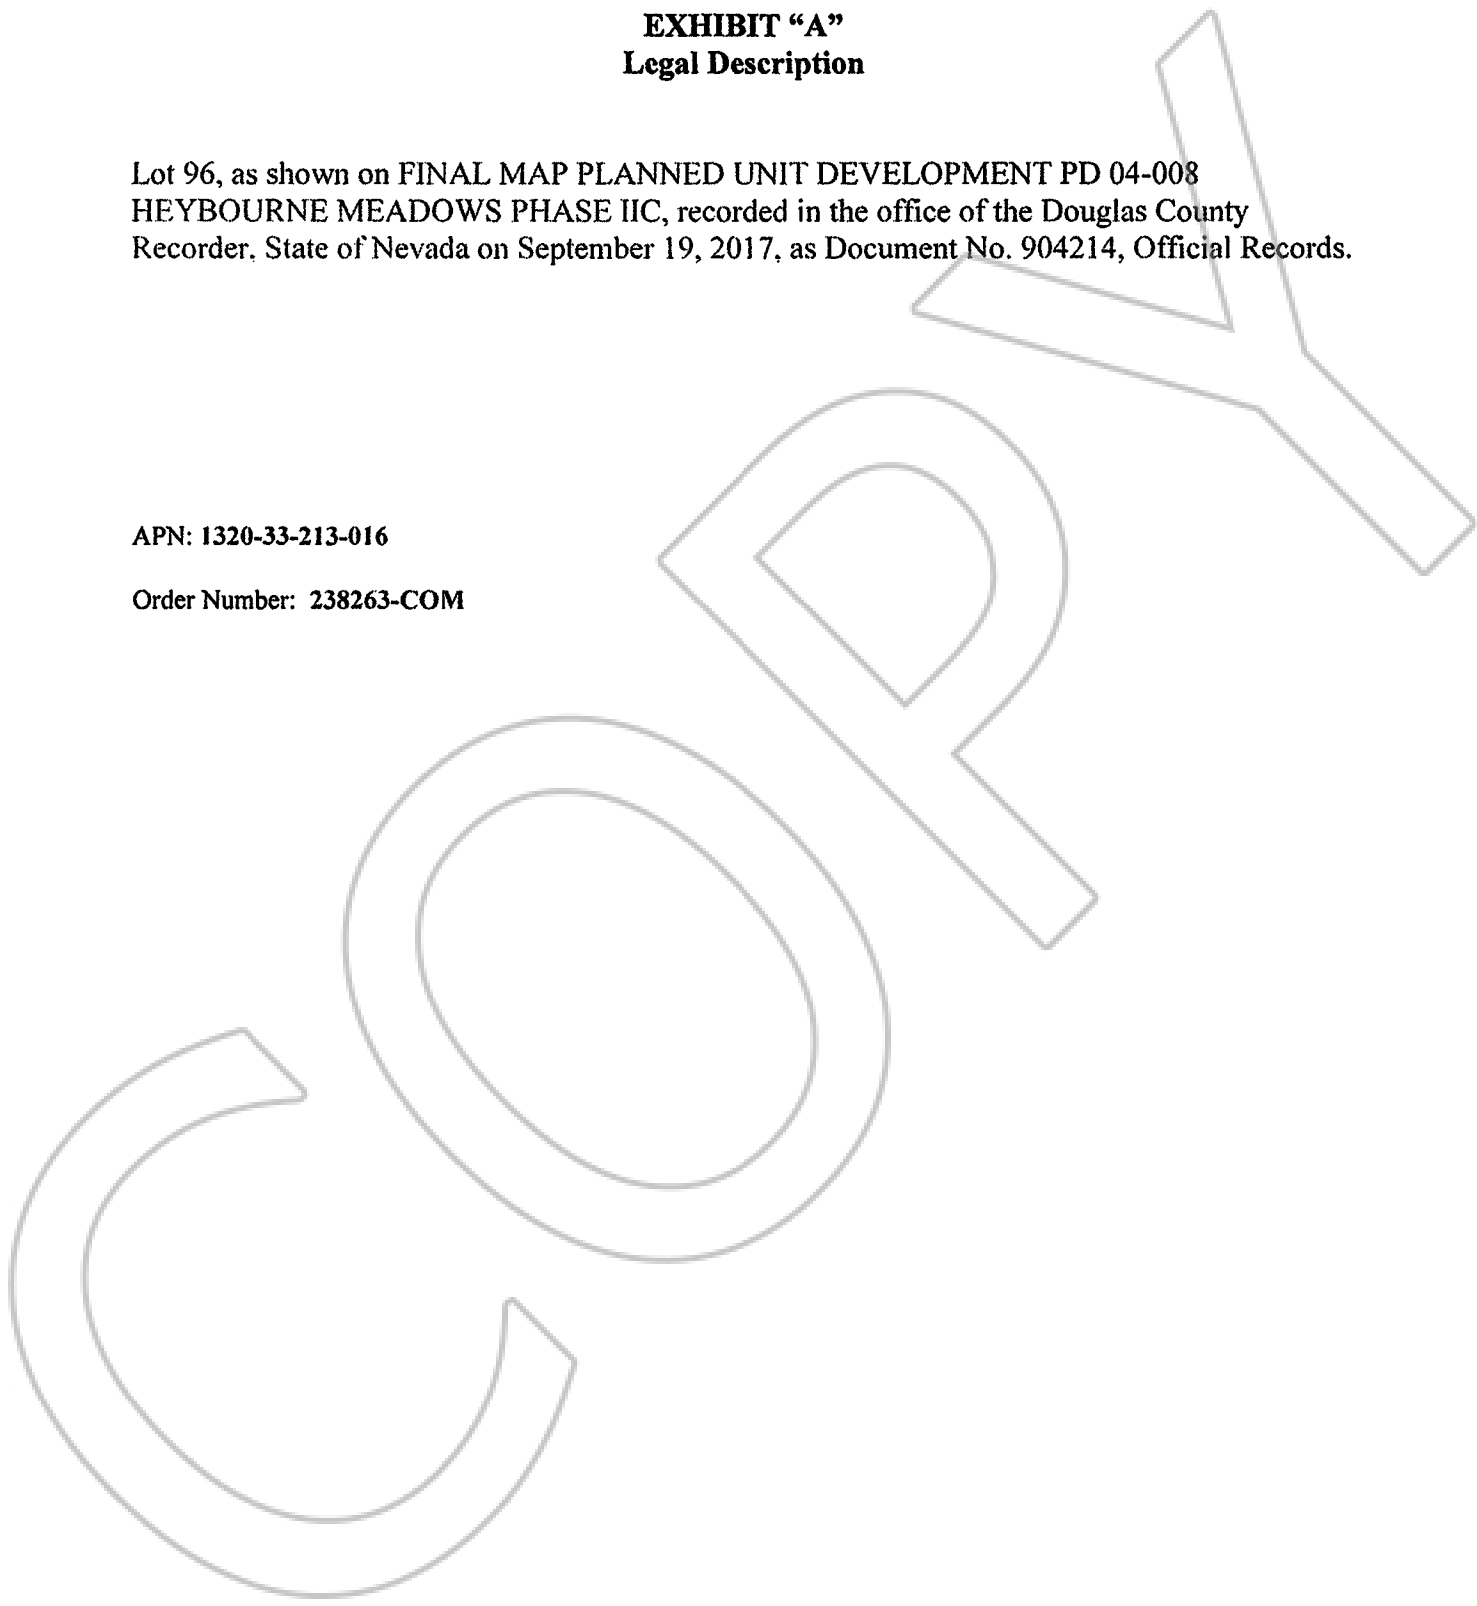 EXHIBIT “A”
Legal Description
Lot 96, as shown on FINAL MAP PLANNED UNIT DEVELOPMENT PD 04-008
HEYBOURNE MEADOWS PHASE IIC, recorded in the office of the Douglas County
Recorder, State of Nevada on September 19, 2017, as Document No. 904214, Official Records.
APN: 1320-33-213-016
Order Number: 238263-COM
COPY